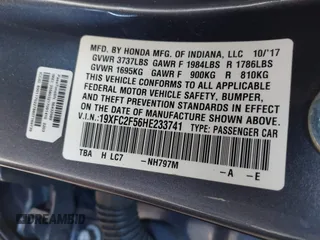 MFD. BY HONDA MFG. OF INDIANA, LLC 10/'17
GVWR 3737LBS GAWR F 1984LBS R 1786LBS
GVWR 1695KG GAWR F 900KG R 810KG
THIS VEHICLE CONFORMS TO ALL APPLICABLE
FEDERAL MOTOR VEHICLE SAFETY, BUMPER, AND
THEFT PREVENTION STANDARDS IN EFFECT ON THE
DATE OF MANUFACTURE SHOWN ABOVE.
V.I.N.:19XFC2F56HE233741 TYPE: PASSENGER CAR
TBA H LC7 -NH797M -A -E
DREAMBID